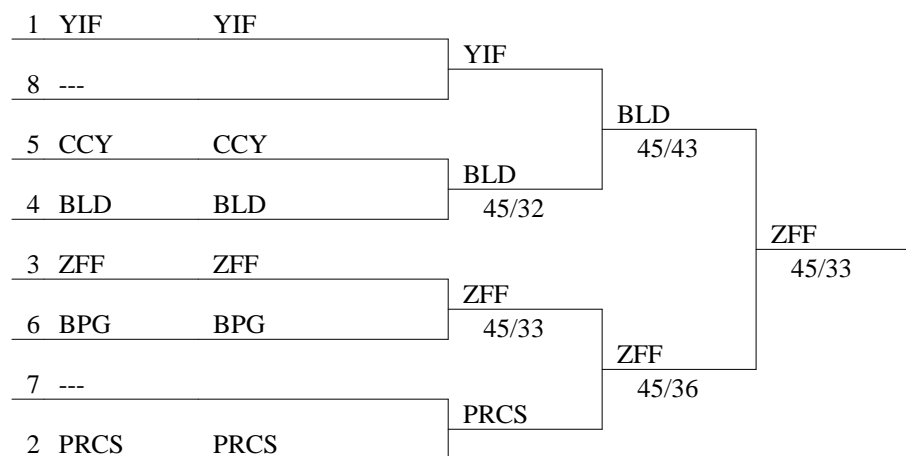 1 YIF YIF
YIF
8 ---
BLD
45/43
5 CCY CCY
BLD
45/32
4 BLD BLD
ZFF
45/33
3 ZFF ZFF
ZFF
45/33
6 BPG BPG
ZFF
45/36
7 ---
PRCS
2 PRCS PRCS